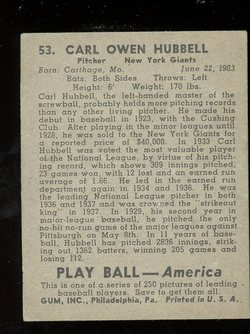 53. CARL OWEN HUBBELL
Pitcher New York Giants
Born: Carthage, Mo. June 22, 1903
Bats: Both Sides Throws: Left
Height: 6' Weight: 170 lbs.
Carl Hubbell, the left-handed master of the
screwball, probably holds more pitching records
than any other living pitcher. He made his
debut in baseball in 1923, with the Cushing
Club. After playing in the minor leagues until
1928, he was sold to the New York Giants for
a reported price of $40,000. In 1933 Carl
Hubbell was voted the most valuable player
of the National League, by virtue of his pitch-
ing record, which shows 309 innings pitched;
23 games won, with 12 lost and an earned run
average of 1.66. He led in the earned run
department again in 1934 and 1936. He was
the leading National League pitcher in both
1936 and 1937 and was crowned the "strikeout
king" in 1937. In 1929, his second year in
major-league baseball, he pitched the season's
only no-hit no-run game of the majors against
Pittsburgh on May 8th. In 11 years of base-
ball, Hubbell has pitched 2836 innings, strik-
ing out 1362 batters, winning 205 games and
losing 112.
PLAY BALL—America
This is one of a series of 250 pictures of leading
baseball players. Save to get them all.
GUM, INC., Philadelphia, Pa. Printed in U. S. A.